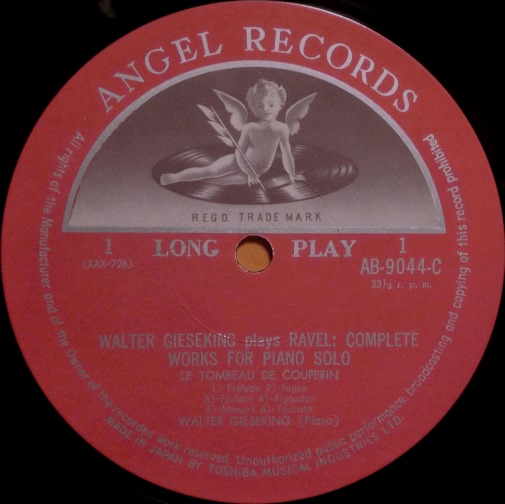 ANGEL RECORDS
REGD. TRADE MARK
1 LONG PLAY 1
(XAX-726) AB-9044-C
33⅓ r. p. m.
WALTER GIESEKING plays RAVEL: COMPLETE
WORKS FOR PIANO SOLO
LE TOMBEAU DE COUPERIN
1)-Prélude 2)-Fugue
3)-Forlane 4)-Rigaudon
5)-Menuet 6)-Toccata
WALTER GIESEKING (Piano)
All rights of the Manufacturer and of the Owner of the recorded work reserved. Unauthorized public performance, broadcasting and copying of this record prohibited
MADE IN JAPAN BY TOSHIBA MUSICAL INDUSTRIES LTD.